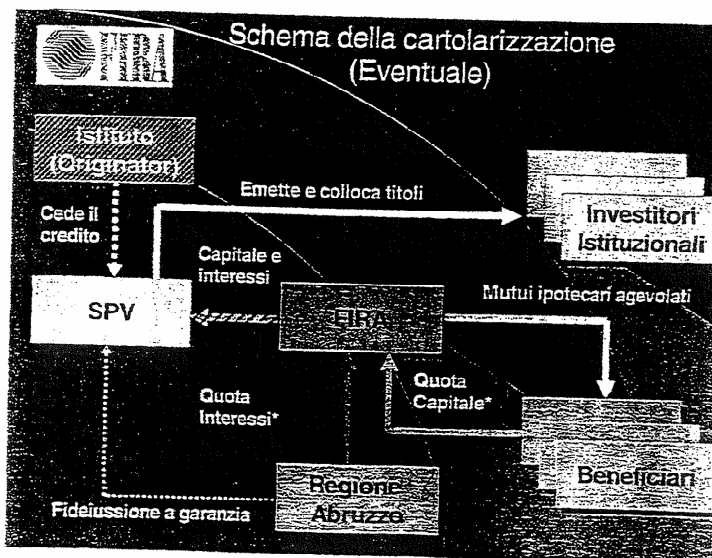 FIRA
Schema della cartolarizzazione
(Eventuale)
Istituto
(Originator)
Emette e colloca titoli
Cede il
credito
Investitori
Istituzionali
Capitale e
interessi
Mutui ipotecari agevolati
SPV
FIRA
Quota
Interessi*
Quota
Capitale*
Beneficiari
Regione
Abruzzo
Fideiussione a garanzia